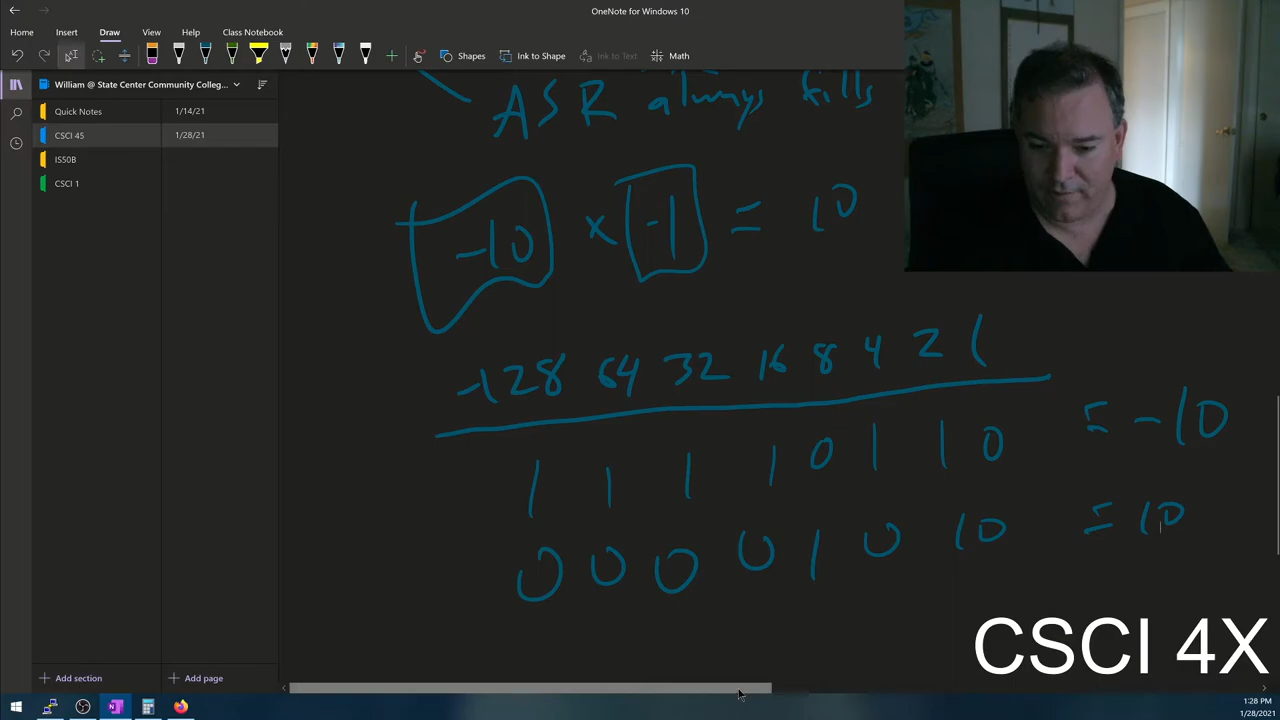 OneNote for Windows 10
Home Insert Draw View Help Class Notebook
Shapes Ink to Shape Ink to Text Math
William @ State Center Community Colleg...
Quick Notes 1/14/21
CSCI 45 1/28/21
IS50B
CSCI 1
ASR always fills
-10 x -1 = 10
-128 64 32 16 8 4 2 1
1 1 1 1 0 1 1 0 = -10
0 0 0 0 1 0 1 0 = 10
CSCI 4X
Add section Add page
1:28 PM
1/28/2021